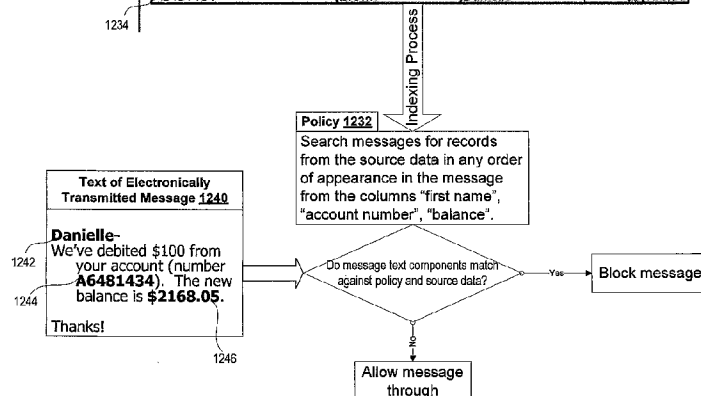 1234
Indexing Process
Policy 1232
Search messages for records
from the source data in any order
of appearance in the message
from the columns "first name",
"account number", "balance".
Text of Electronically
Transmitted Message 1240
Danielle-
We've debited $100 from
your account (number
A6481434). The new
balance is $2168.05.
Thanks!
1242
1244
1246
Do message text components match
against policy and source data?
Yes
Block message
No
Allow message
through